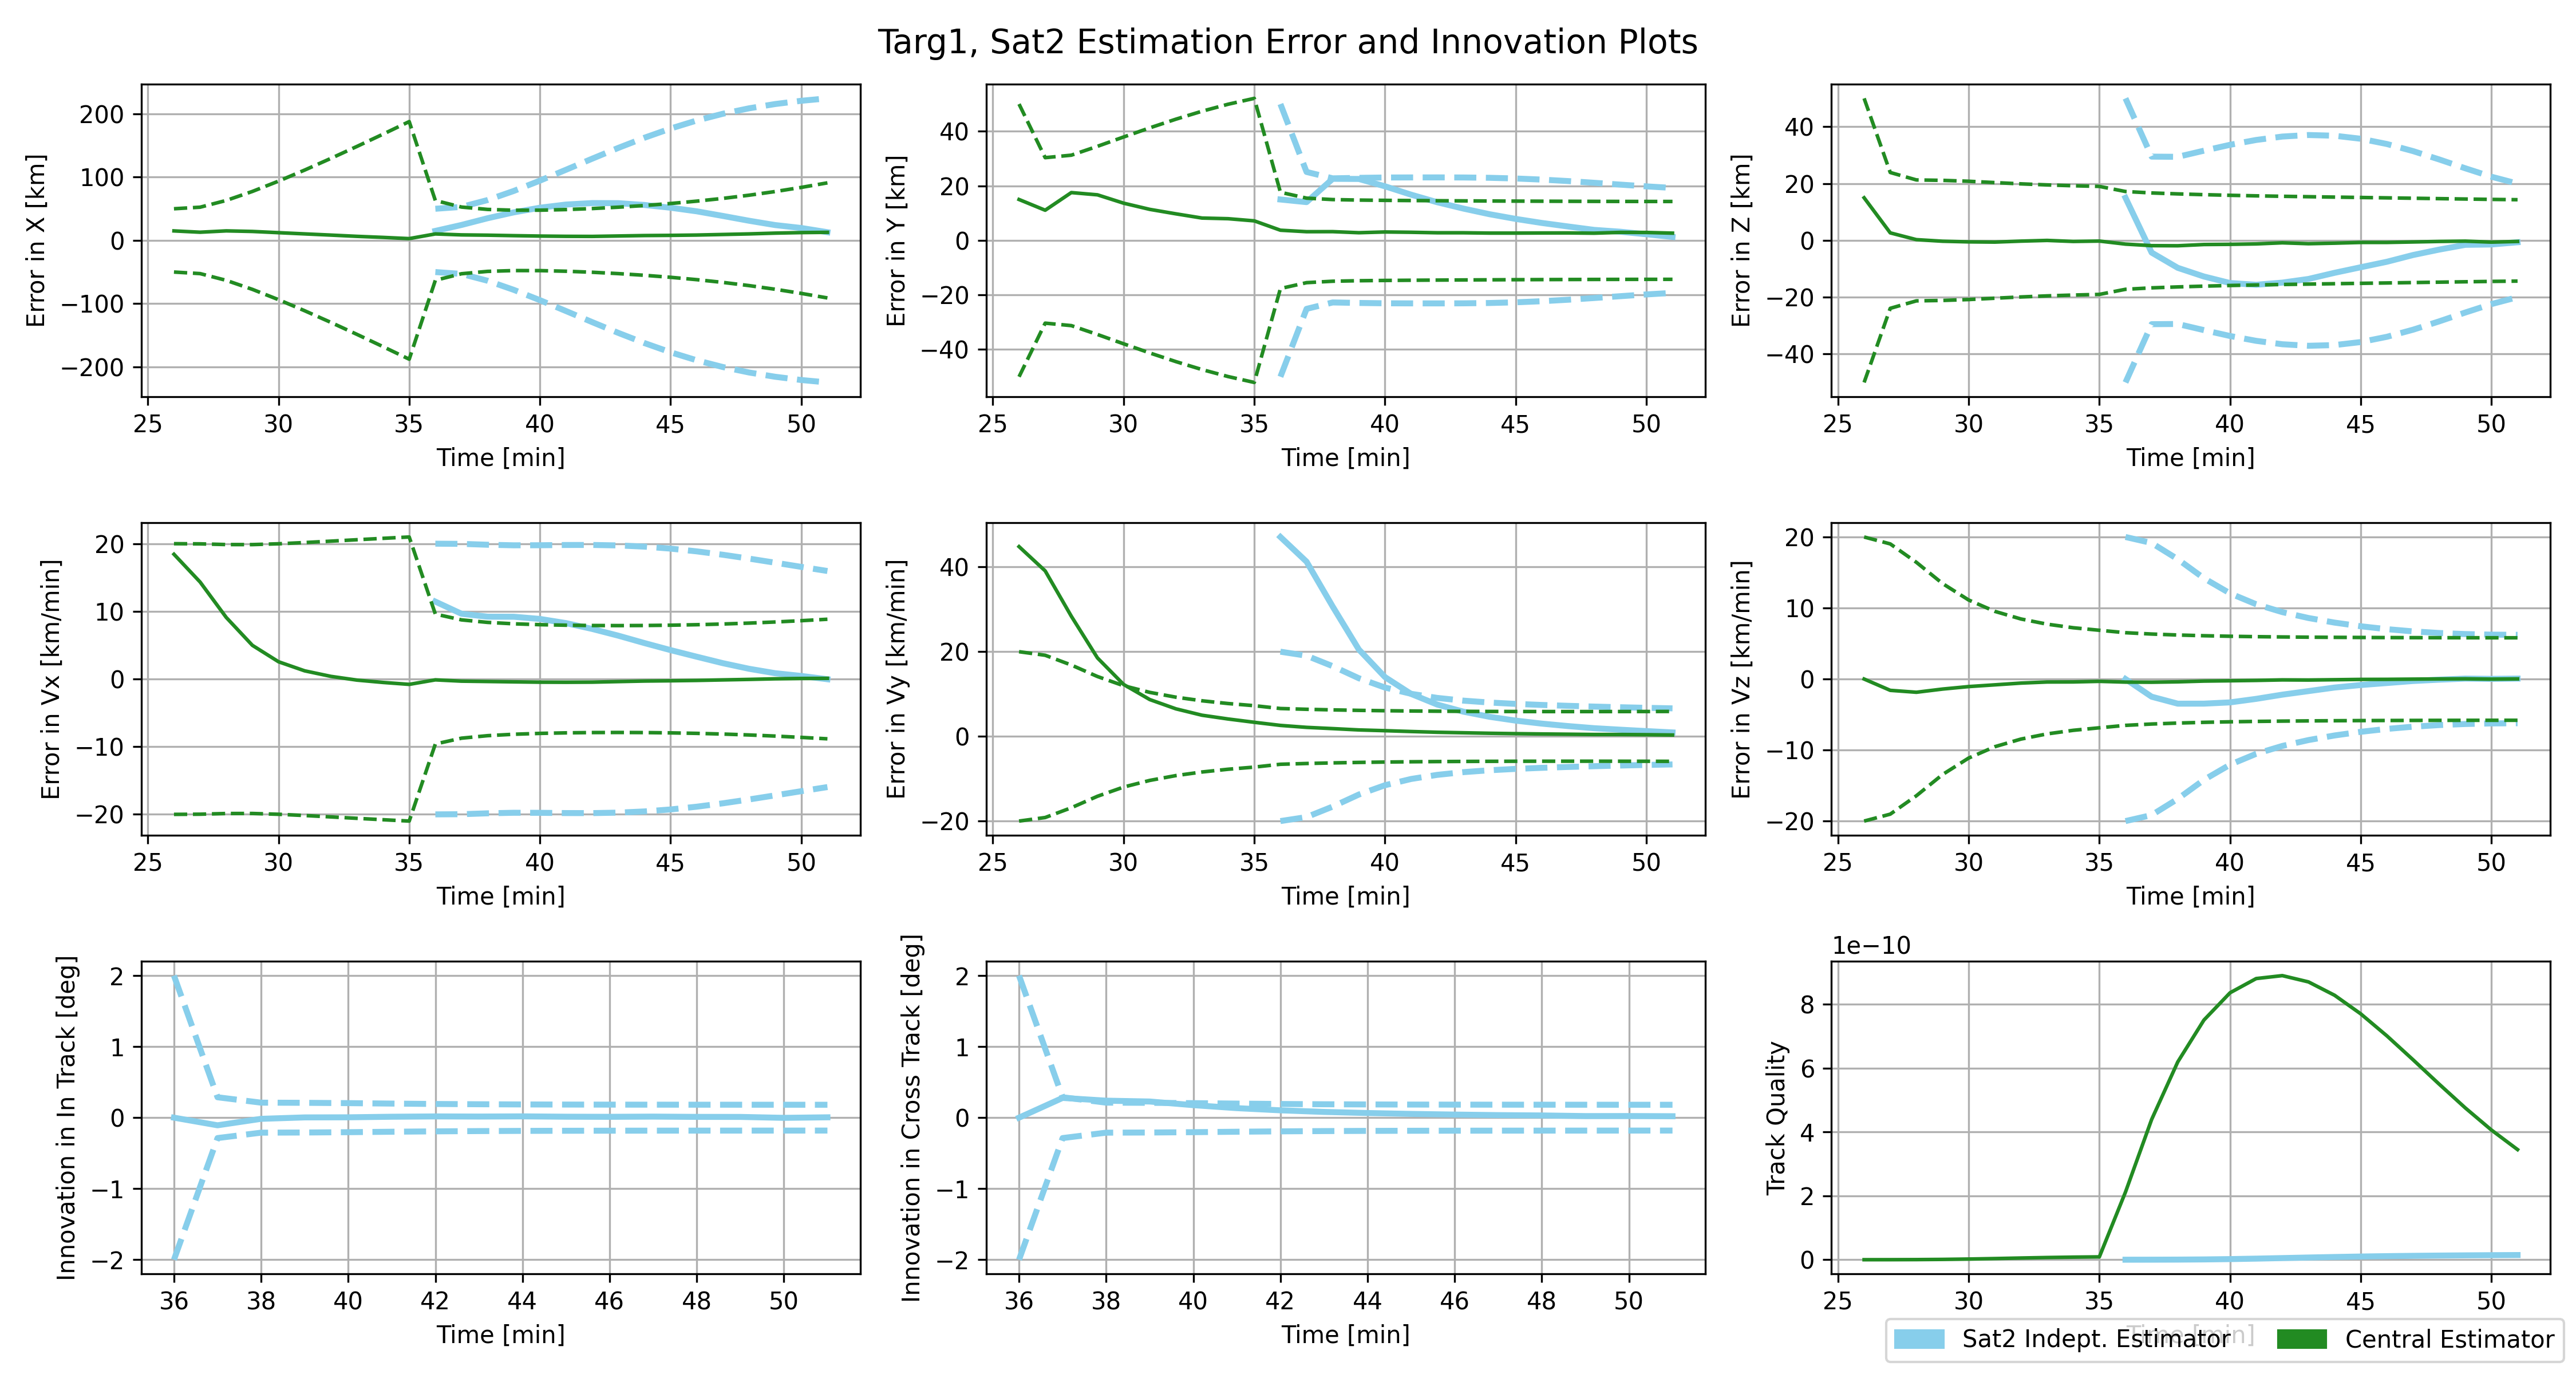 Targ1, Sat2 Estimation Error and Innovation Plots
Error in X [km]
200
100
0
−100
−200
25 30 35 40 45 50
Time [min]
Error in Y [km]
40
20
0
−20
−40
25 30 35 40 45 50
Time [min]
Error in Z [km]
40
20
0
−20
−40
25 30 35 40 45 50
Time [min]
Error in Vx [km/min]
20
10
0
−10
−20
25 30 35 40 45 50
Time [min]
Error in Vy [km/min]
40
20
0
−20
25 30 35 40 45 50
Time [min]
Error in Vz [km/min]
20
10
0
−10
−20
25 30 35 40 45 50
Time [min]
Innovation in In Track [deg]
2
1
0
−1
−2
36 38 40 42 44 46 48 50
Time [min]
Innovation in Cross Track [deg]
2
1
0
−1
−2
36 38 40 42 44 46 48 50
Time [min]
1e−10
Track Quality
8
6
4
2
0
25 30 35 40 45 50
Time [min]
Sat2 Indept. Estimator
Central Estimator